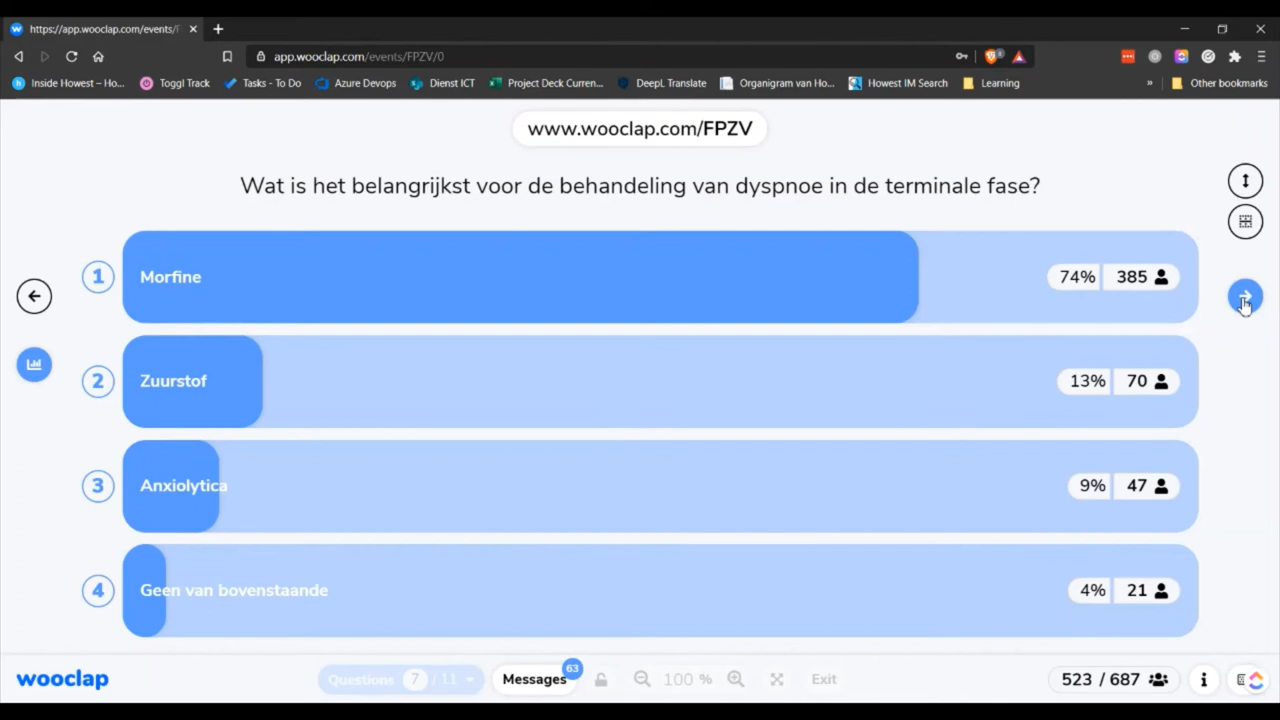 https://app.wooclap.com/events/F
app.wooclap.com/events/FPZV/0
Inside Howest – Ho... Toggl Track Tasks - To Do Azure Devops Dienst ICT Project Deck Curren... DeepL Translate Organigram van Ho... Howest IM Search Learning » Other bookmarks
www.wooclap.com/FPZV
Wat is het belangrijkst voor de behandeling van dyspnoe in de terminale fase?
1 Morfine 74% 385
2 Zuurstof 13% 70
3 Anxiolytica 9% 47
4 Geen van bovenstaande 4% 21
wooclap Questions 7 / 11 Messages 63 100 % Exit 523 / 687